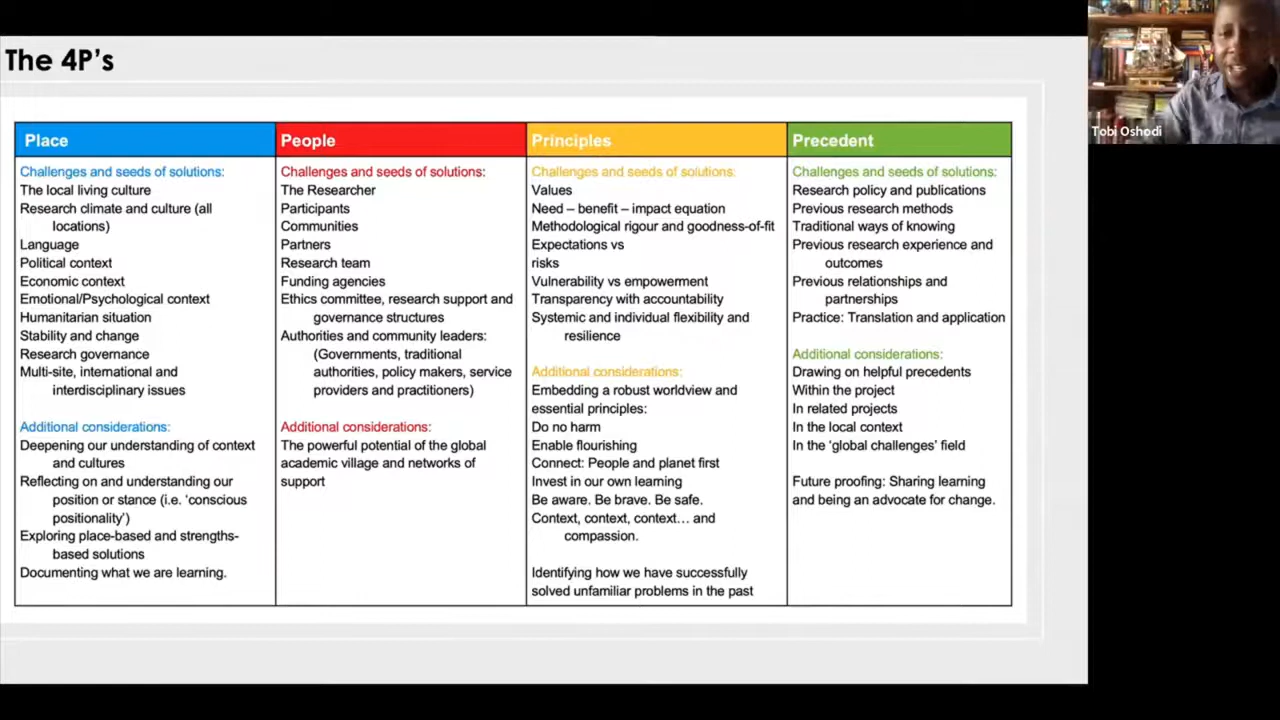 The 4P's
Place
Challenges and seeds of solutions:
The local living culture
Research climate and culture (all
locations)
Language
Political context
Economic context
Emotional/Psychological context
Humanitarian situation
Stability and change
Research governance
Multi-site, international and
interdisciplinary issues
Additional considerations:
Deepening our understanding of context
and cultures
Reflecting on and understanding our
position or stance (i.e. ‘conscious
positionality’)
Exploring place-based and strengths-
based solutions
Documenting what we are learning.
People
Challenges and seeds of solutions:
The Researcher
Participants
Communities
Partners
Research team
Funding agencies
Ethics committee, research support and
governance structures
Authorities and community leaders:
(Governments, traditional
authorities, policy makers, service
providers and practitioners)
Additional considerations:
The powerful potential of the global
academic village and networks of
support
Principles
Challenges and seeds of solutions:
Values
Need – benefit – impact equation
Methodological rigour and goodness-of-fit
Expectations vs
risks
Vulnerability vs empowerment
Transparency with accountability
Systemic and individual flexibility and
resilience
Additional considerations:
Embedding a robust worldview and
essential principles:
Do no harm
Enable flourishing
Connect: People and planet first
Invest in our own learning
Be aware. Be brave. Be safe.
Context, context, context… and
compassion.
Identifying how we have successfully
solved unfamiliar problems in the past
Precedent
Challenges and seeds of solutions:
Research policy and publications
Previous research methods
Traditional ways of knowing
Previous research experience and
outcomes
Previous relationships and
partnerships
Practice: Translation and application
Additional considerations:
Drawing on helpful precedents
Within the project
In related projects
In the local context
In the ‘global challenges’ field
Future proofing: Sharing learning
and being an advocate for change.
Tobi Oshodi